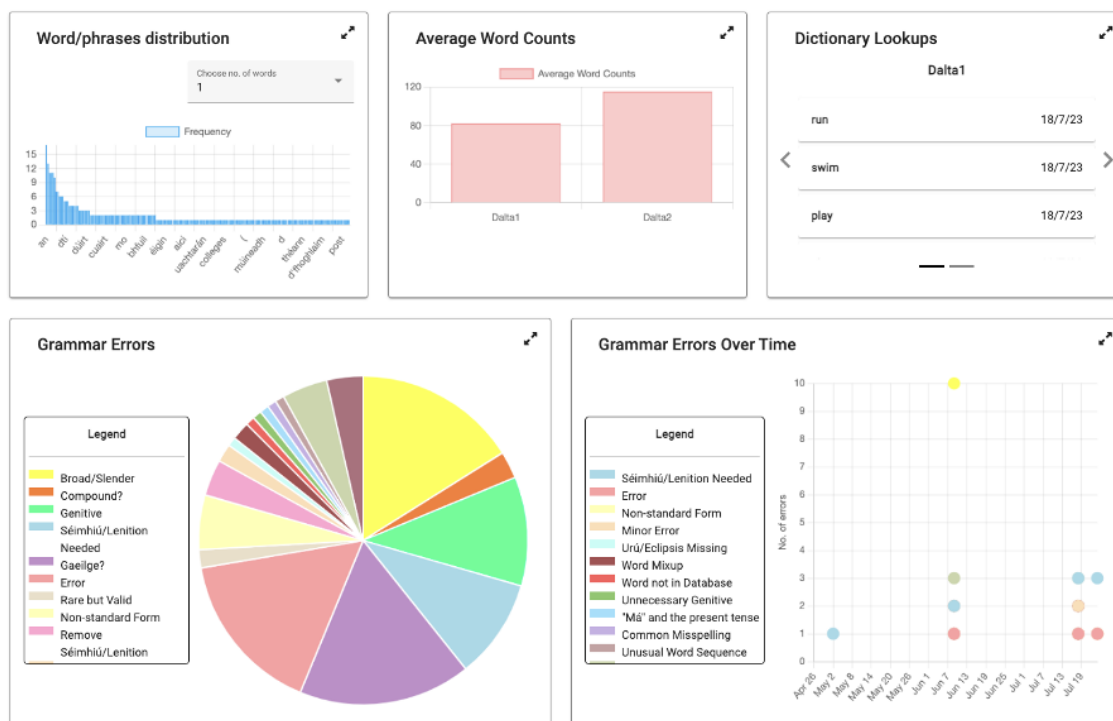 Word/phrases distribution
Choose no. of words
1
Frequency
15
12
9
6
3
0
an
dtí
dúirt
cuairt
mo
bhfuil
éigin
aici
uachtarán
colleges
(
múineadh
d
théann
d'fhoghlaim
post
Average Word Counts
Average Word Counts
120
80
40
0
Dalta1
Dalta2
Dictionary Lookups
Dalta1
run 18/7/23
swim 18/7/23
play 18/7/23
Grammar Errors
Legend
Broad/Slender
Compound?
Genitive
Séimhiú/Lenition
Needed
Gaeilge?
Error
Rare but Valid
Non-standard Form
Remove
Séimhiú/Lenition
Grammar Errors Over Time
Legend
Séimhiú/Lenition Needed
Error
Non-standard Form
Minor Error
Urú/Eclipsis Missing
Word Mixup
Word not in Database
Unnecessary Genitive
"Má" and the present tense
Common Misspelling
Unusual Word Sequence
No. of errors
10
9
8
7
6
5
4
3
2
1
0
Apr 26
May 2
May 8
May 14
May 20
May 26
Jun 1
Jun 7
Jun 13
Jun 19
Jun 25
Jul 1
Jul 7
Jul 13
Jul 19